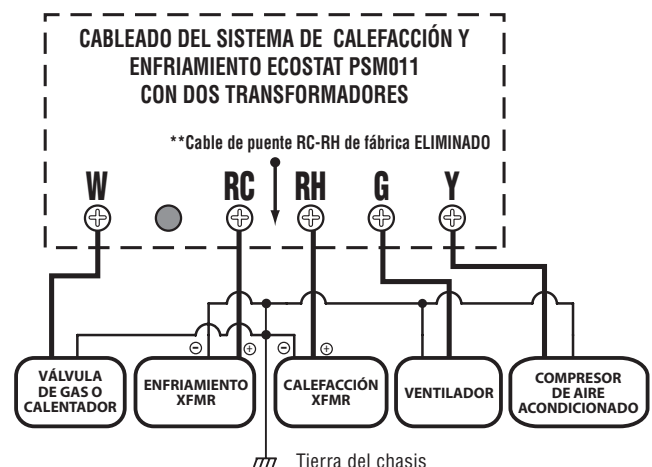 CABLEADO DEL SISTEMA DE CALEFACCIÓN Y
ENFRIAMIENTO ECOSTAT PSM011
CON DOS TRANSFORMADORES
**Cable de puente RC-RH de fábrica ELIMINADO
W RC RH G Y
⊖ ⊕ ⊖ ⊕
VÁLVULA
DE GAS O
CALENTADOR
ENFRIAMIENTO
XFMR
CALEFACCIÓN
XFMR
VENTILADOR
COMPRESOR
DE AIRE
ACONDICIONADO
Tierra del chasis